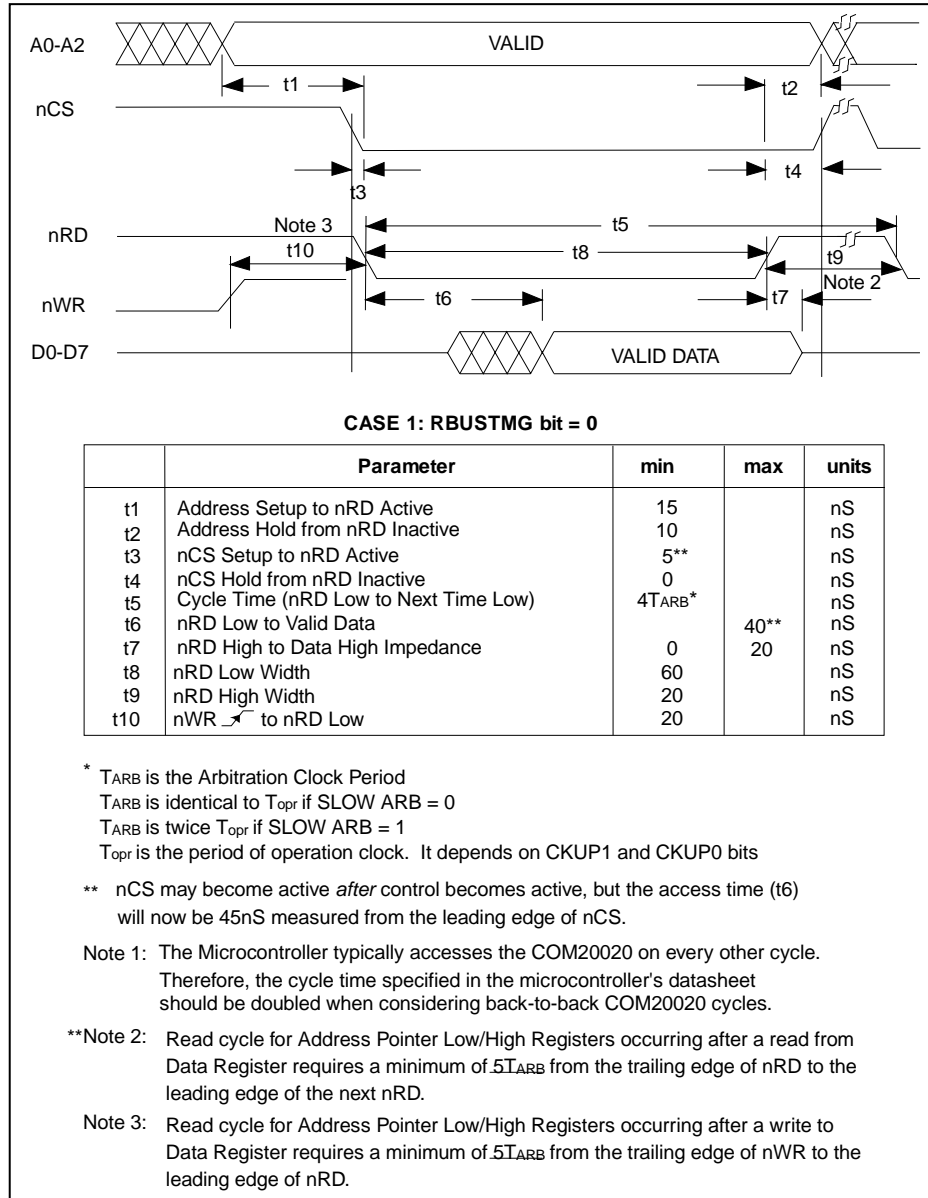 A0-A2
VALID
t1
t2
nCS
t3
t4
nRD
Note 3
t5
t10
t8
t9
nWR
t6
t7
Note 2
D0-D7
VALID DATA
CASE 1: RBUSTMG bit = 0
Parameter min max units
t1 Address Setup to nRD Active 15 nS
t2 Address Hold from nRD Inactive 10 nS
t3 nCS Setup to nRD Active 5** nS
t4 nCS Hold from nRD Inactive 0 nS
t5 Cycle Time (nRD Low to Next Time Low) 4TARB* nS
t6 nRD Low to Valid Data 40** nS
t7 nRD High to Data High Impedance 0 20 nS
t8 nRD Low Width 60 nS
t9 nRD High Width 20 nS
t10 nWR to nRD Low 20 nS
* TARB is the Arbitration Clock Period
TARB is identical to Topr if SLOW ARB = 0
TARB is twice Topr if SLOW ARB = 1
Topr is the period of operation clock. It depends on CKUP1 and CKUP0 bits
** nCS may become active after control becomes active, but the access time (t6)
will now be 45nS measured from the leading edge of nCS.
Note 1: The Microcontroller typically accesses the COM20020 on every other cycle.
Therefore, the cycle time specified in the microcontroller's datasheet
should be doubled when considering back-to-back COM20020 cycles.
**Note 2: Read cycle for Address Pointer Low/High Registers occurring after a read from
Data Register requires a minimum of 5TARB from the trailing edge of nRD to the
leading edge of the next nRD.
Note 3: Read cycle for Address Pointer Low/High Registers occurring after a write to
Data Register requires a minimum of 5TARB from the trailing edge of nWR to the
leading edge of nRD.